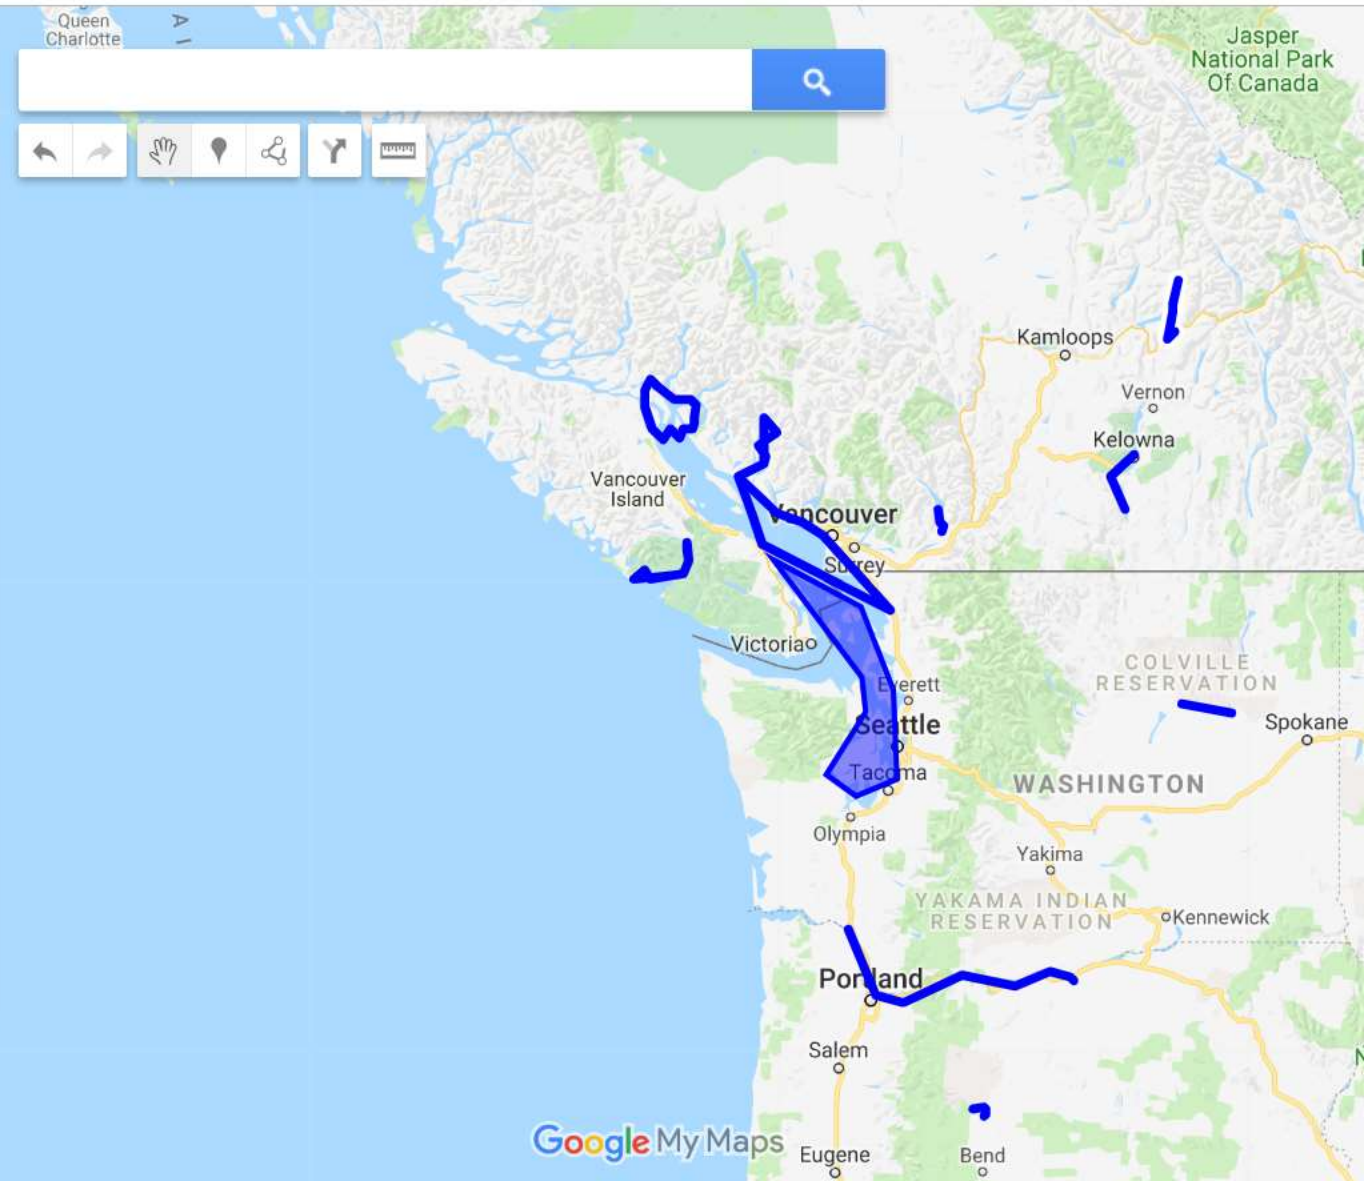 Queen
Charlotte
Jasper
National Park
Of Canada
Kamloops
Vernon
Kelowna
Vancouver
Island
Vancouver
Surrey
Victoria
COLVILLE
RESERVATION
Everett
Seattle
Spokane
Tacoma
WASHINGTON
Olympia
Yakima
YAKAMA INDIAN
RESERVATION
Kennewick
Portland
Salem
Google My Maps
Eugene
Bend